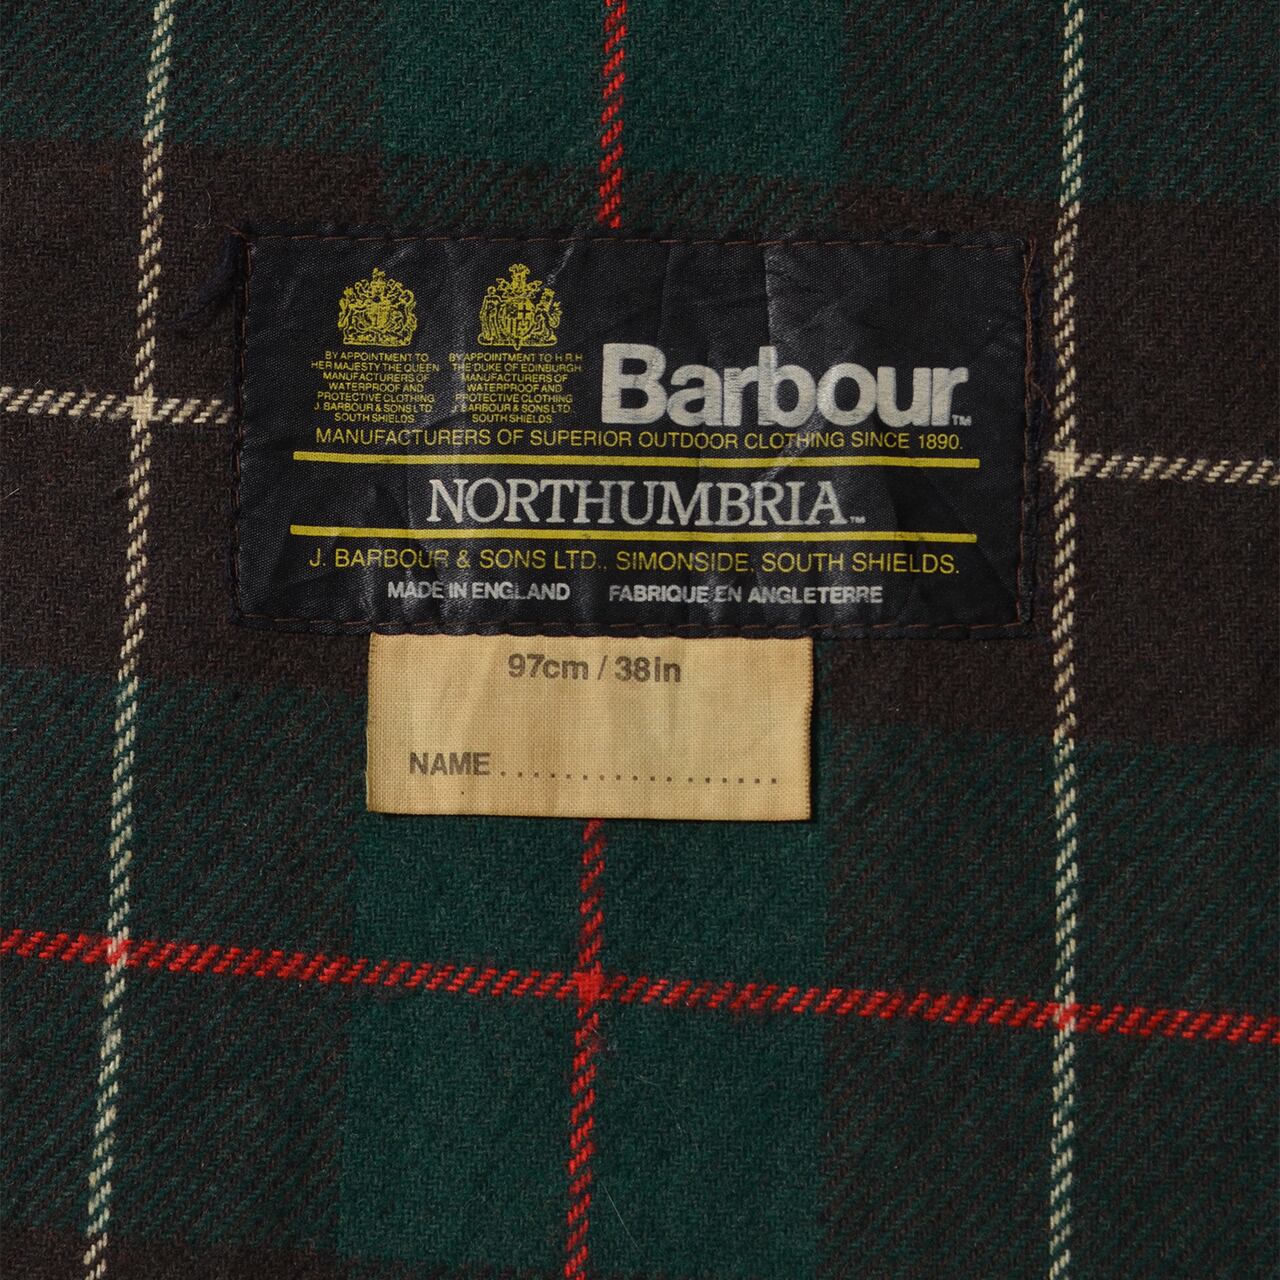 BY APPOINTMENT TO
HER MAJESTY THE QUEEN
MANUFACTURERS OF
WATERPROOF AND
PROTECTIVE CLOTHING
J. BARBOUR & SONS LTD.
SOUTH SHIELDS
BY APPOINTMENT TO H.R.H
THE DUKE OF EDINBURGH
MANUFACTURERS OF
WATERPROOF AND
PROTECTIVE CLOTHING
J. BARBOUR & SONS LTD.
SOUTH SHIELDS
Barbour™
MANUFACTURERS OF SUPERIOR OUTDOOR CLOTHING SINCE 1890.
NORTHUMBRIA™
J. BARBOUR & SONS LTD., SIMONSIDE, SOUTH SHIELDS.
MADE IN ENGLAND FABRIQUE EN ANGLETERRE
97cm / 38in
NAME ..................